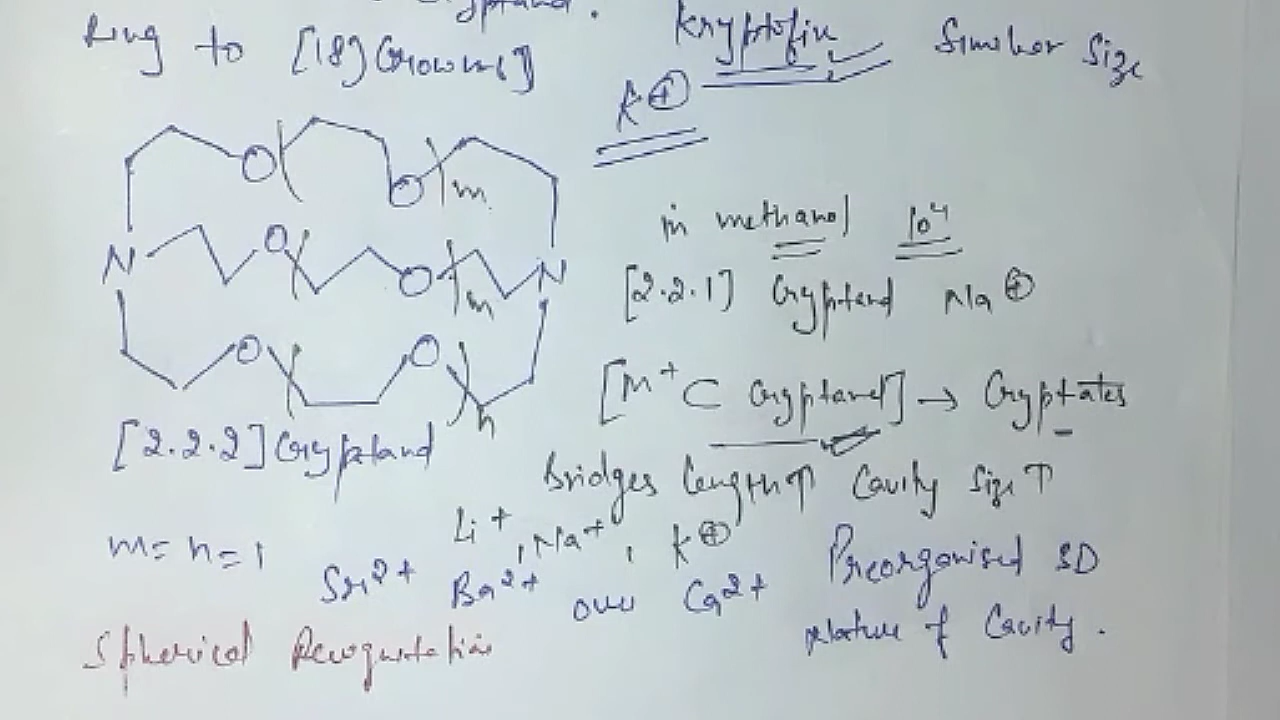 Cryptand.
Ring to [18] Crown[6]
Kryptofix
Similar Size
K⊕
O O m
N O O m N
O O n
in methanol 10⁴
[2.2.1] Cryptand Na⊕
[M⁺ ⊂ Cryptand] → Cryptates
[2.2.2] Cryptand
Bridges length↑ Cavity Size ↑
m = n = 1
Li⁺, Na⁺, K⊕
Sr²⁺ Ba²⁺ over Ca²⁺
Preorganised 3D
nature of Cavity.
Spherical Recognition